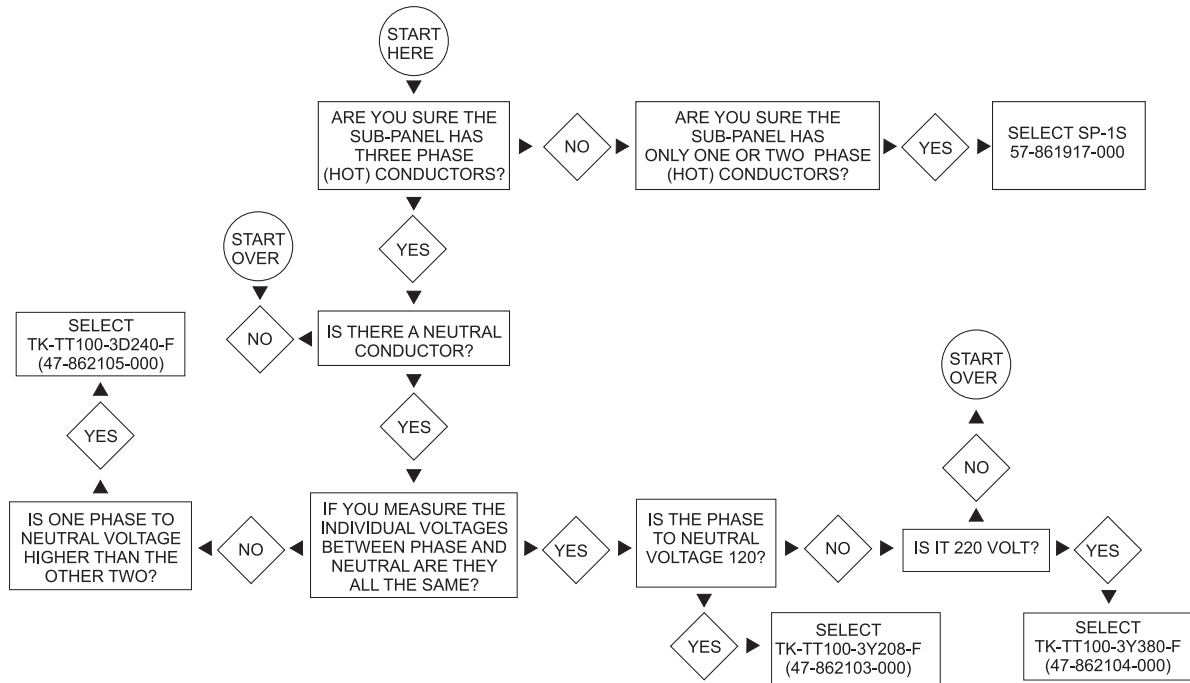 START
HERE
ARE YOU SURE THE
SUB-PANEL HAS
THREE PHASE
(HOT) CONDUCTORS?
NO
ARE YOU SURE THE
SUB-PANEL HAS
ONLY ONE OR TWO PHASE
(HOT) CONDUCTORS?
YES
SELECT SP-1S
57-861917-000
YES
START
OVER
NO
IS THERE A NEUTRAL
CONDUCTOR?
SELECT
TK-TT100-3D240-F
(47-862105-000)
YES
YES
START
OVER
NO
IS ONE PHASE TO
NEUTRAL VOLTAGE
HIGHER THAN THE
OTHER TWO?
NO
IF YOU MEASURE THE
INDIVIDUAL VOLTAGES
BETWEEN PHASE AND
NEUTRAL ARE THEY
ALL THE SAME?
YES
IS THE PHASE
TO NEUTRAL
VOLTAGE 120?
NO
IS IT 220 VOLT?
YES
YES
SELECT
TK-TT100-3Y208-F
(47-862103-000)
SELECT
TK-TT100-3Y380-F
(47-862104-000)